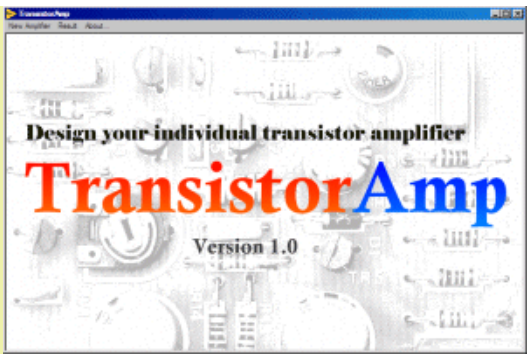 TransistorAmp
New Amplifier Result About...
Design your individual transistor amplifier
TransistorAmp
Version 1.0